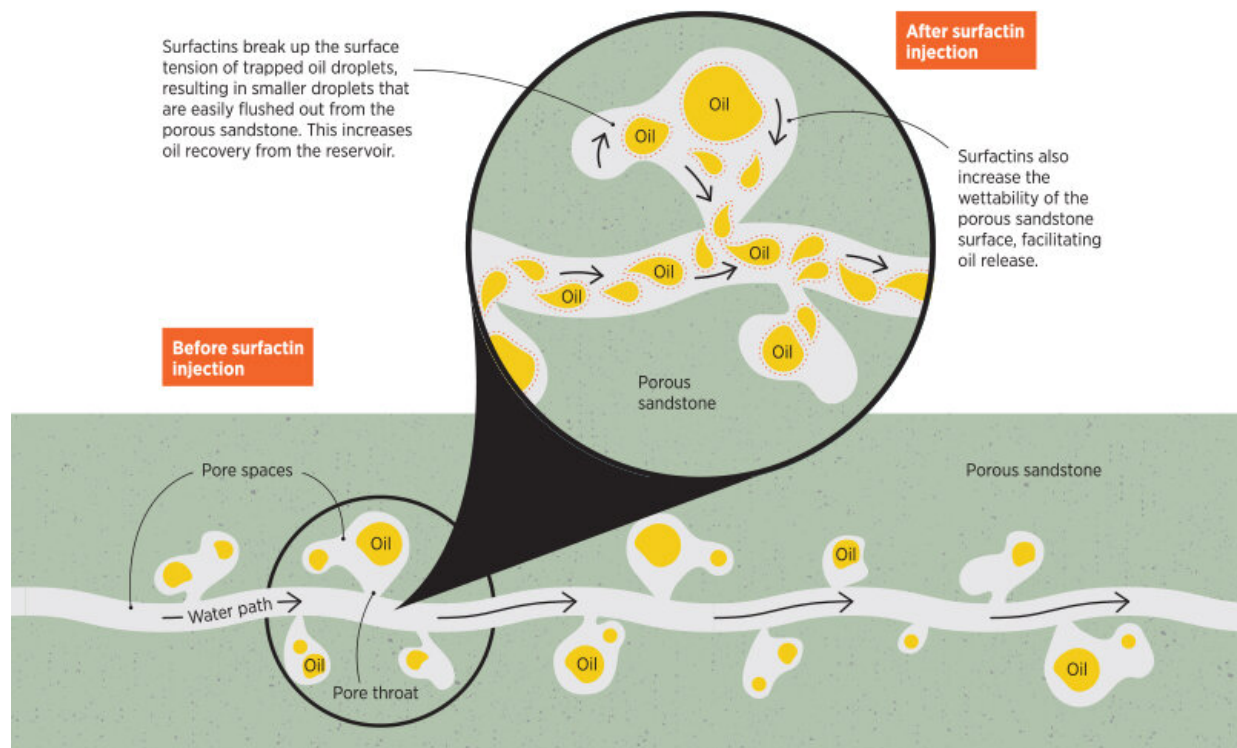 Surfactins break up the surface
tension of trapped oil droplets,
resulting in smaller droplets that
are easily flushed out from the
porous sandstone. This increases
oil recovery from the reservoir.
After surfactin
injection
Oil
Oil
Surfactins also
increase the
wettability of the
porous sandstone
surface, facilitating
oil release.
Oil
Oil
Oil
Oil
Before surfactin
injection
Porous
sandstone
Pore spaces
Porous sandstone
Oil
Oil
Water path
Oil
Oil
Oil
Pore throat